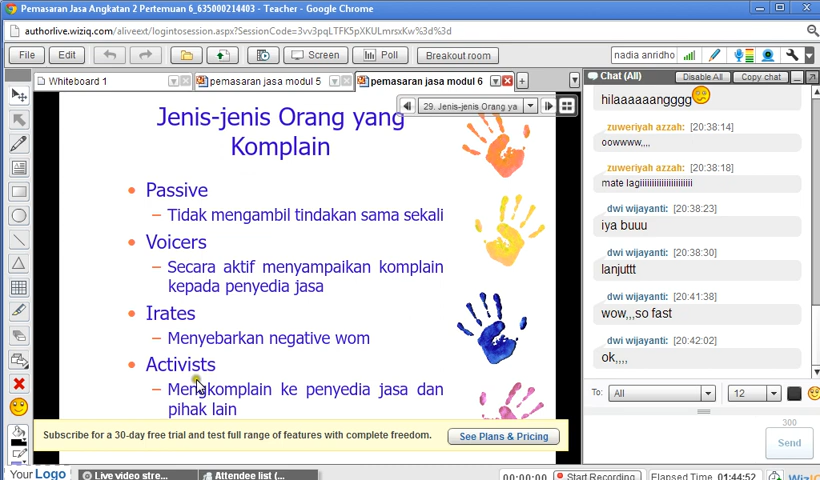 Pemasaran Jasa Angkatan 2 Pertemuan 6_635000214403 - Teacher - Google Chrome
authorlive.wiziq.com/aliveext/logintosession.aspx?SessionCode=3vv3pqLTFK5pXKULmrsxKw%3d%3d
File Edit Screen Poll Breakout room nadia anridho
Whiteboard 1 pemasaran jasa modul 5 pemasaran jasa modul 6
29. Jenis-jenis Orang ya
Jenis-jenis Orang yang
Komplain
• Passive
– Tidak mengambil tindakan sama sekali
• Voicers
– Secara aktif menyampaikan komplain
kepada penyedia jasa
• Irates
– Menyebarkan negative wom
• Activists
– Mengkomplain ke penyedia jasa dan
pihak lain
Subscribe for a 30-day free trial and test full range of features with complete freedom. See Plans & Pricing
Your Logo Live video stre... Attendee list (...
Chat (All) Disable All Copy chat
hilaaaaaangggg
zuweriyah azzah: [20:38:14]
oowwww,,,,
zuweriyah azzah: [20:38:18]
mate lagiiiiiiiiiiiiiiiiiiiiiii
dwi wijayanti: [20:38:23]
iya buuu
dwi wijayanti: [20:38:30]
lanjuttt
dwi wijayanti: [20:41:38]
wow,,,so fast
dwi wijayanti: [20:42:02]
ok,,,,
To: All 12
300
Send
00:00:00 Start Recording Elapsed Time 01:44:52 WiziQ